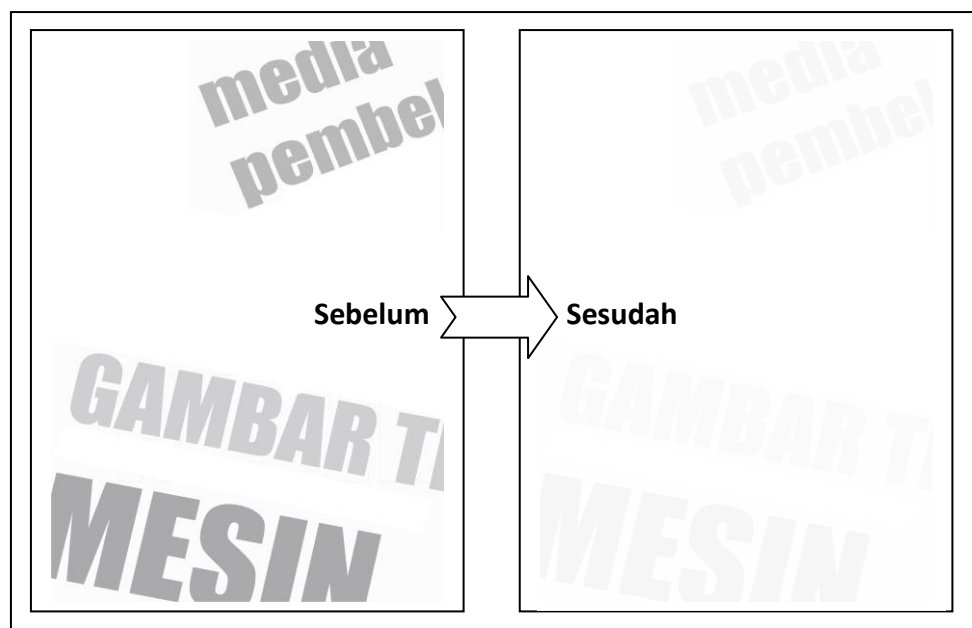 media
pembel
Sebelum
GAMBAR T
MESIN
media
pembel
Sesudah
GAMBAR T
MESIN